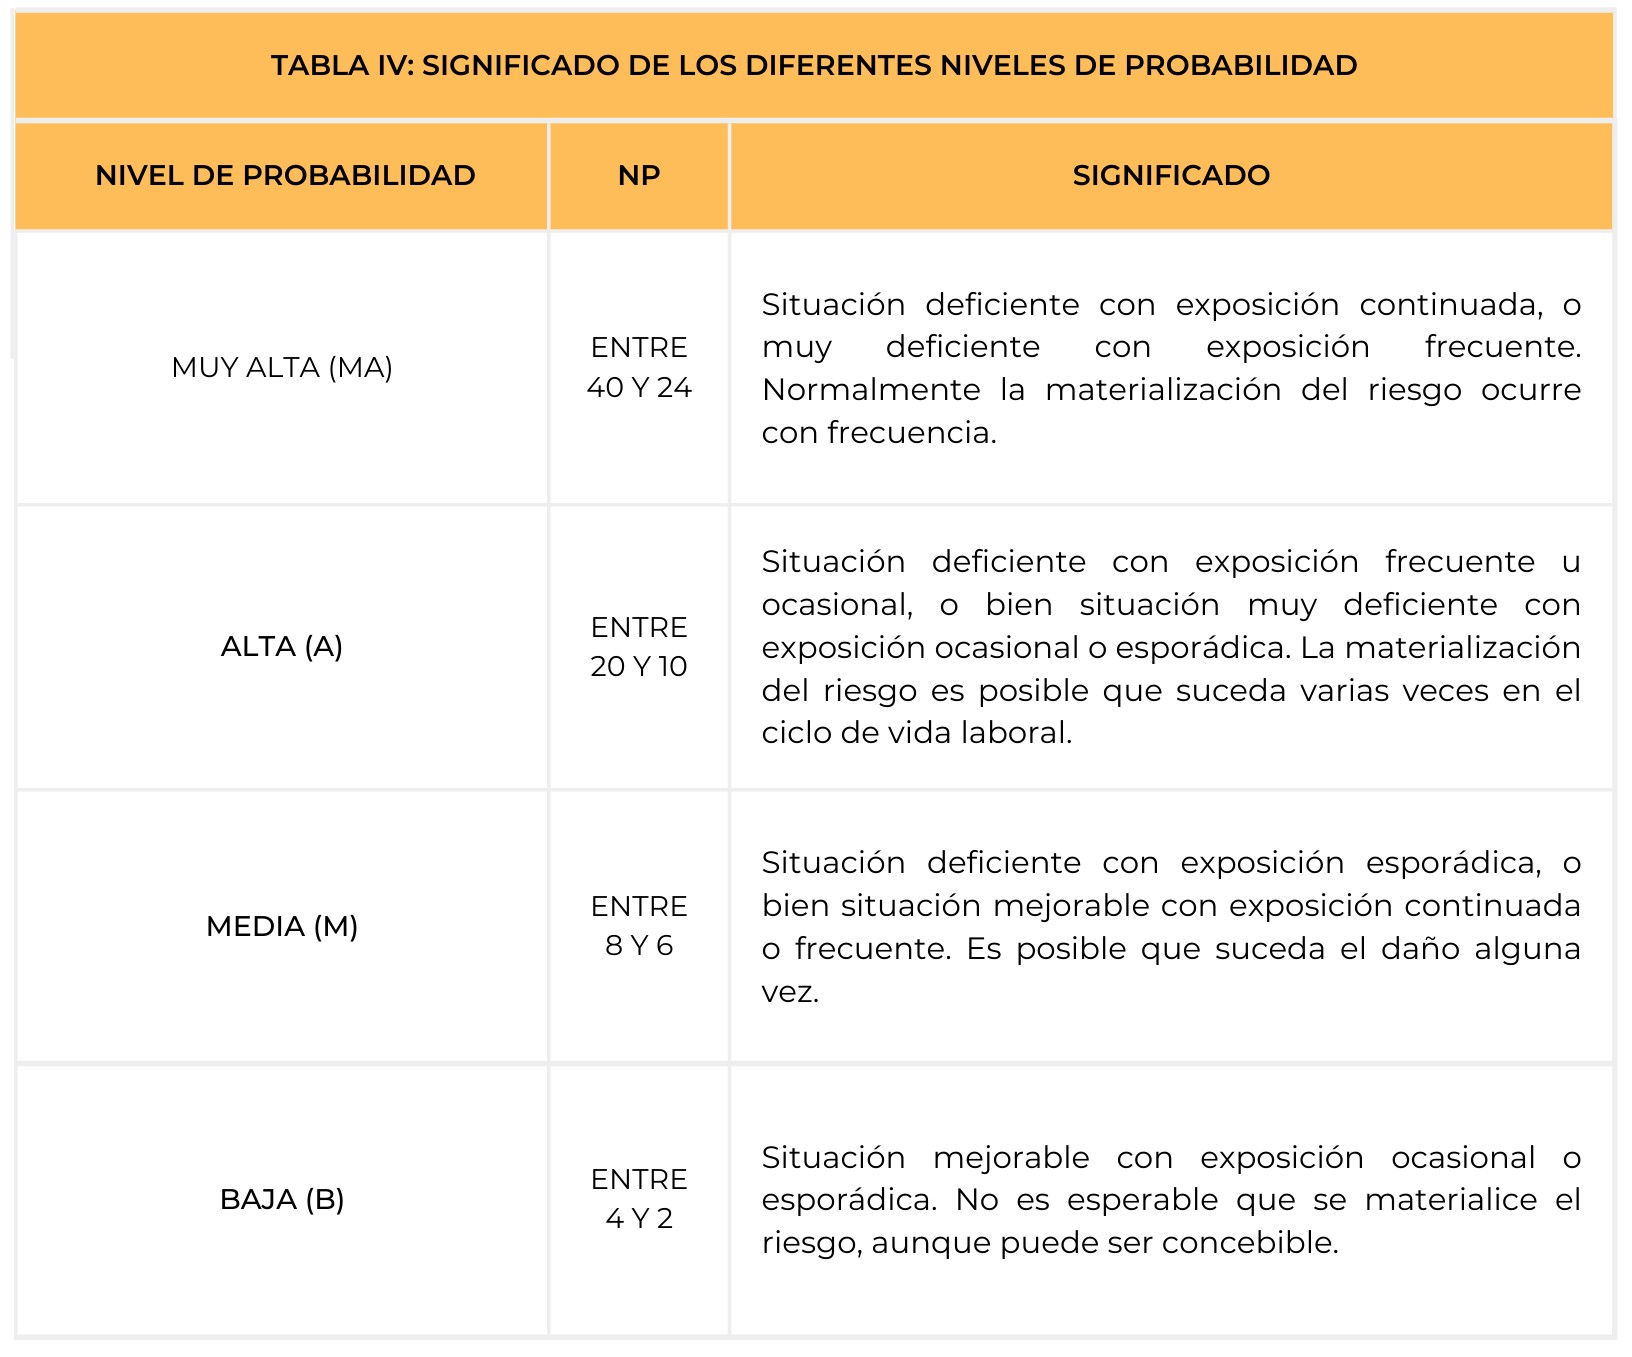 TABLA IV: SIGNIFICADO DE LOS DIFERENTES NIVELES DE PROBABILIDAD
NIVEL DE PROBABILIDAD
NP
SIGNIFICADO
MUY ALTA (MA)
ENTRE
40 Y 24
Situación deficiente con exposición continuada, o
muy deficiente con exposición frecuente.
Normalmente la materialización del riesgo ocurre
con frecuencia.
ALTA (A)
ENTRE
20 Y 10
Situación deficiente con exposición frecuente u
ocasional, o bien situación muy deficiente con
exposición ocasional o esporádica. La materialización
del riesgo es posible que suceda varias veces en el
ciclo de vida laboral.
MEDIA (M)
ENTRE
8 Y 6
Situación deficiente con exposición esporádica, o
bien situación mejorable con exposición continuada
o frecuente. Es posible que suceda el daño alguna
vez.
BAJA (B)
ENTRE
4 Y 2
Situación mejorable con exposición ocasional o
esporádica. No es esperable que se materialice el
riesgo, aunque puede ser concebible.